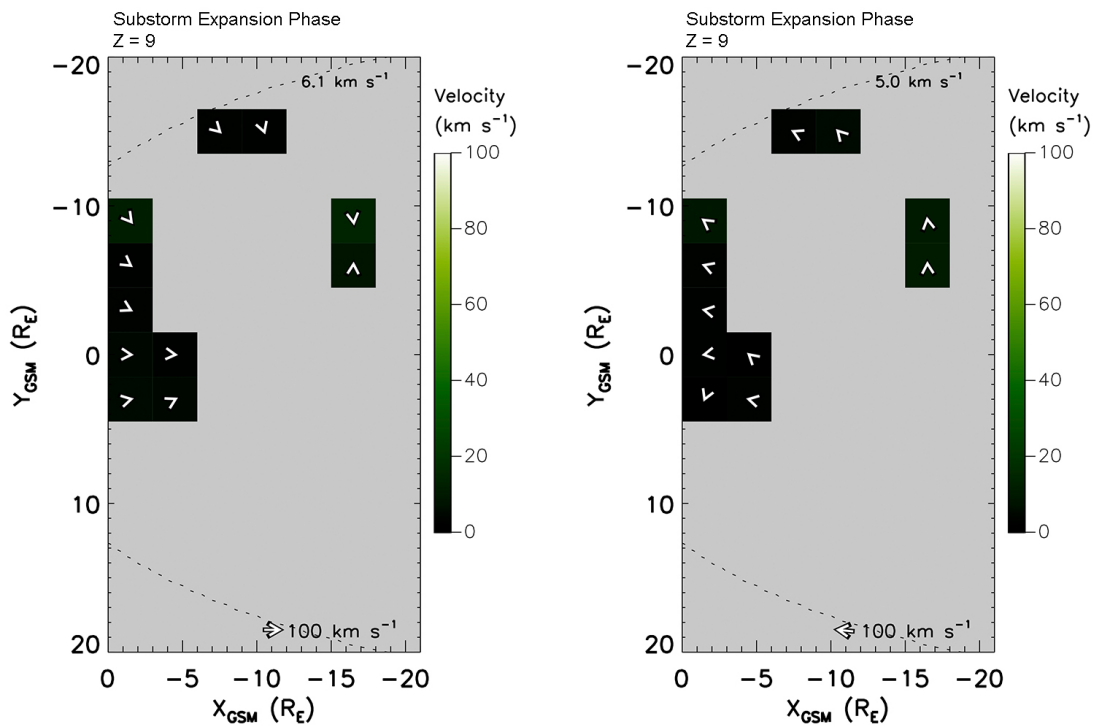 Substorm Expansion Phase
Z = 9
6.1 km s⁻¹
Velocity
(km s⁻¹)
100
80
60
40
20
0
−20
−10
0
10
20
Y_GSM (R_E)
100 km s⁻¹
0 −5 −10 −15 −20
X_GSM (R_E)
Substorm Expansion Phase
Z = 9
5.0 km s⁻¹
Velocity
(km s⁻¹)
100
80
60
40
20
0
−20
−10
0
10
20
Y_GSM (R_E)
100 km s⁻¹
0 −5 −10 −15 −20
X_GSM (R_E)